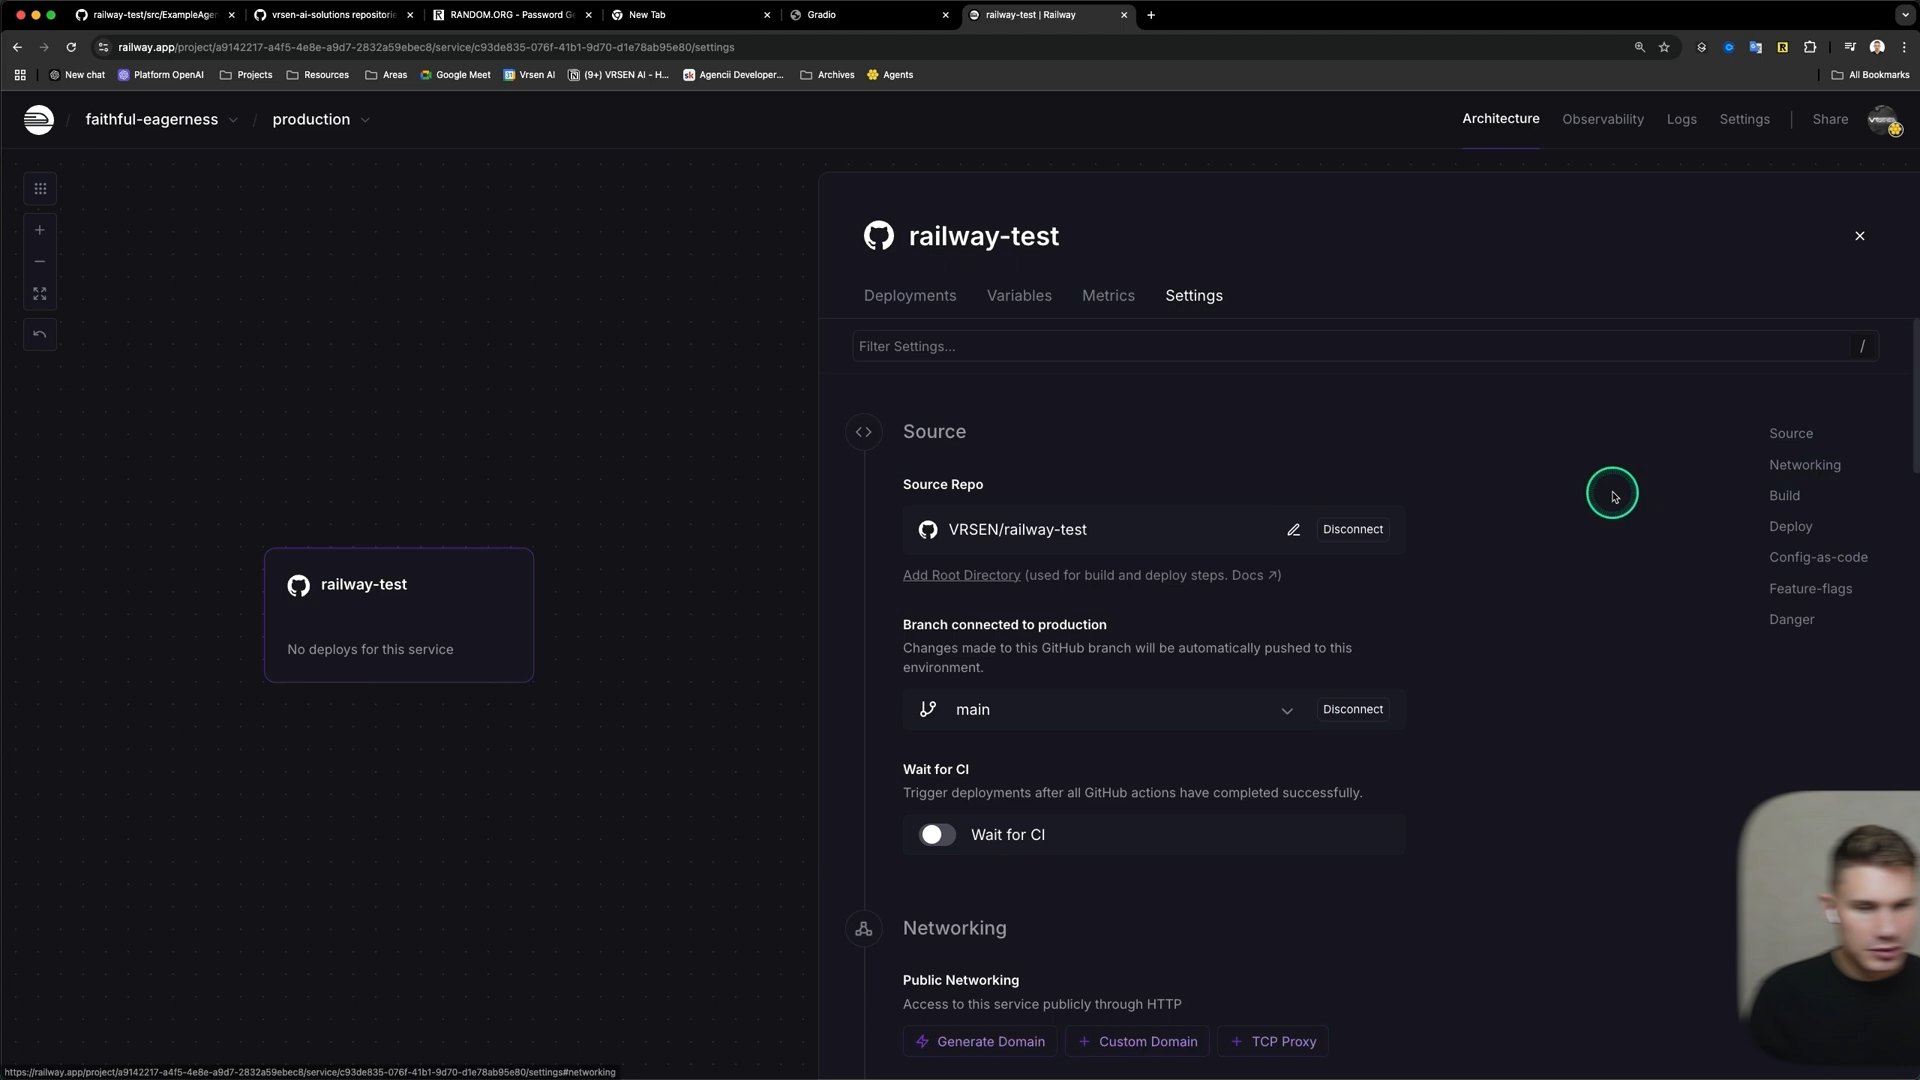 railway-test/src/ExampleAgen
vrsen-ai-solutions repositorie
RANDOM.ORG - Password Ge
New Tab
Gradio
railway-test | Railway
railway.app/project/a9142217-a4f5-4e8e-a9d7-2832a59ebec8/service/c93de835-076f-41b1-9d70-d1e78ab95e80/settings
New chat
Platform OpenAI
Projects
Resources
Areas
Google Meet
Vrsen AI
(9+) VRSEN AI - H...
Agencii Developer...
Archives
Agents
All Bookmarks
faithful-eagerness / production
Architecture
Observability
Logs
Settings
Share
railway-test
No deploys for this service
railway-test
Deployments
Variables
Metrics
Settings
Filter Settings...
/
Source
Source Repo
VRSEN/railway-test
Disconnect
Add Root Directory (used for build and deploy steps. Docs ↗)
Branch connected to production
Changes made to this GitHub branch will be automatically pushed to this
environment.
main
Disconnect
Wait for CI
Trigger deployments after all GitHub actions have completed successfully.
Wait for CI
Networking
Public Networking
Access to this service publicly through HTTP
Generate Domain
+ Custom Domain
+ TCP Proxy
Source
Networking
Build
Deploy
Config-as-code
Feature-flags
Danger
https://railway.app/project/a9142217-a4f5-4e8e-a9d7-2832a59ebec8/service/c93de835-076f-41b1-9d70-d1e78ab95e80/settings#networking